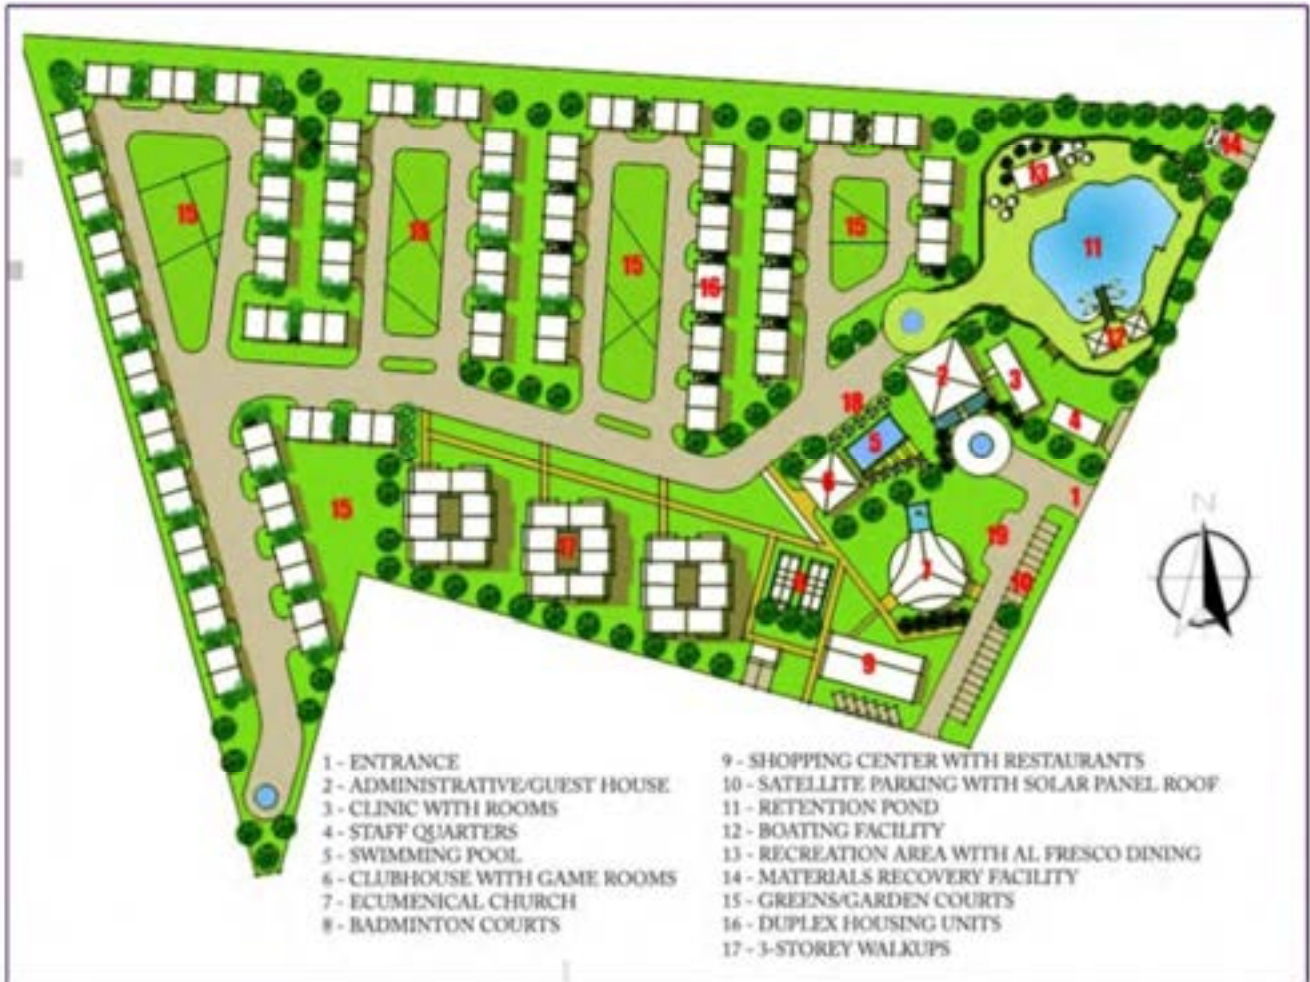 14
13
15
15
15
15
11
16
12
2
3
18
4
5
6
1
15
19
17
7
8
10
9
N
1 - ENTRANCE
2 - ADMINISTRATIVE/GUEST HOUSE
3 - CLINIC WITH ROOMS
4 - STAFF QUARTERS
5 - SWIMMING POOL
6 - CLUBHOUSE WITH GAME ROOMS
7 - ECUMENICAL CHURCH
8 - BADMINTON COURTS
9 - SHOPPING CENTER WITH RESTAURANTS
10 - SATELLITE PARKING WITH SOLAR PANEL ROOF
11 - RETENTION POND
12 - BOATING FACILITY
13 - RECREATION AREA WITH AL FRESCO DINING
14 - MATERIALS RECOVERY FACILITY
15 - GREENS/GARDEN COURTS
16 - DUPLEX HOUSING UNITS
17 - 3-STOREY WALKUPS